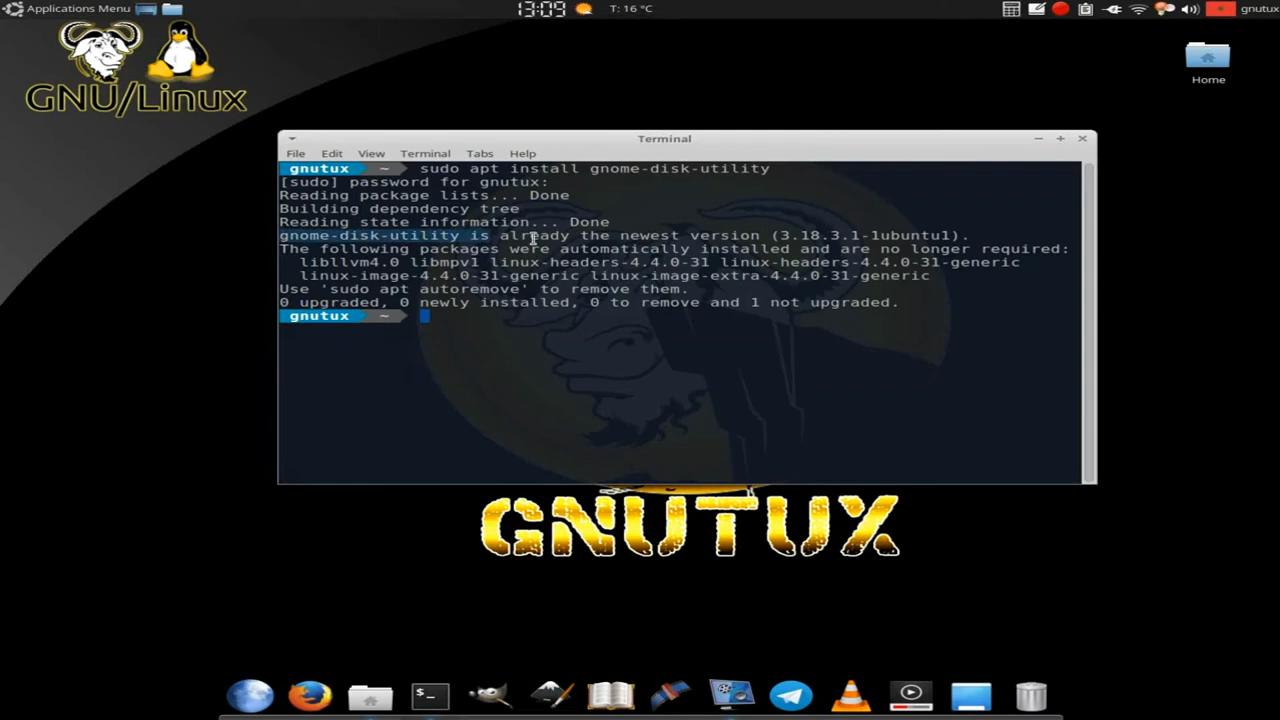 Applications Menu
13:09
T: 16 °C
gnutux
GNU/Linux
Home
Terminal
File Edit View Terminal Tabs Help
gnutux ~ sudo apt install gnome-disk-utility
[sudo] password for gnutux:
Reading package lists... Done
Building dependency tree
Reading state information... Done
gnome-disk-utility is already the newest version (3.18.3.1-1ubuntu1).
The following packages were automatically installed and are no longer required:
libllvm4.0 libmpv1 linux-headers-4.4.0-31 linux-headers-4.4.0-31-generic
linux-image-4.4.0-31-generic linux-image-extra-4.4.0-31-generic
Use 'sudo apt autoremove' to remove them.
0 upgraded, 0 newly installed, 0 to remove and 1 not upgraded.
gnutux ~
GNUTUX
$_